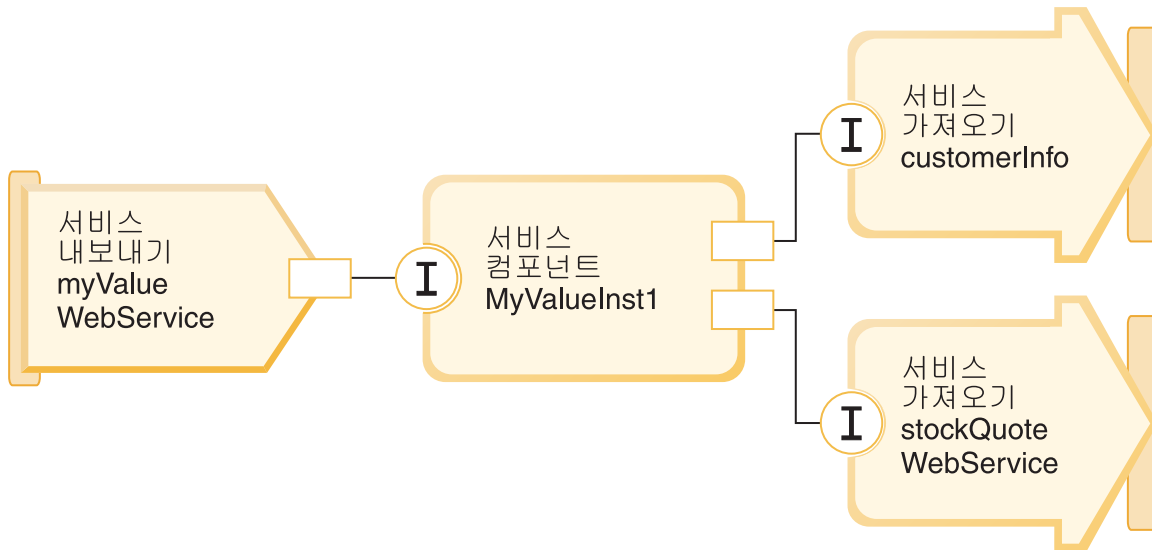 서비스
내보내기
myValue
WebService
I
서비스
컴포넌트
MyValueInst1
I
서비스
가져오기
customerInfo
I
서비스
가져오기
stockQuote
WebService